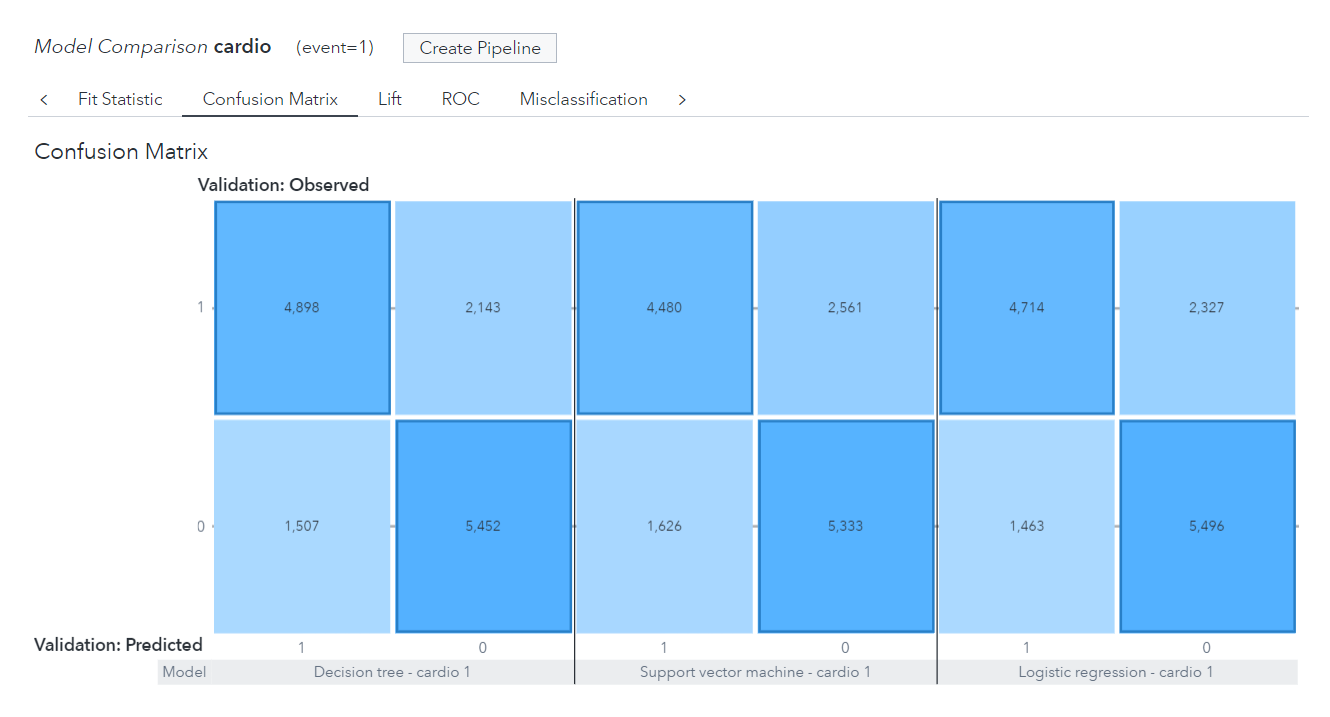 Model Comparison cardio (event=1) Create Pipeline
< Fit Statistic Confusion Matrix Lift ROC Misclassification >
Confusion Matrix
Validation: Observed
1 4,898 2,143 4,480 2,561 4,714 2,327
0 1,507 5,452 1,626 5,333 1,463 5,496
Validation: Predicted 1 0 1 0 1 0
Model Decision tree - cardio 1 Support vector machine - cardio 1 Logistic regression - cardio 1